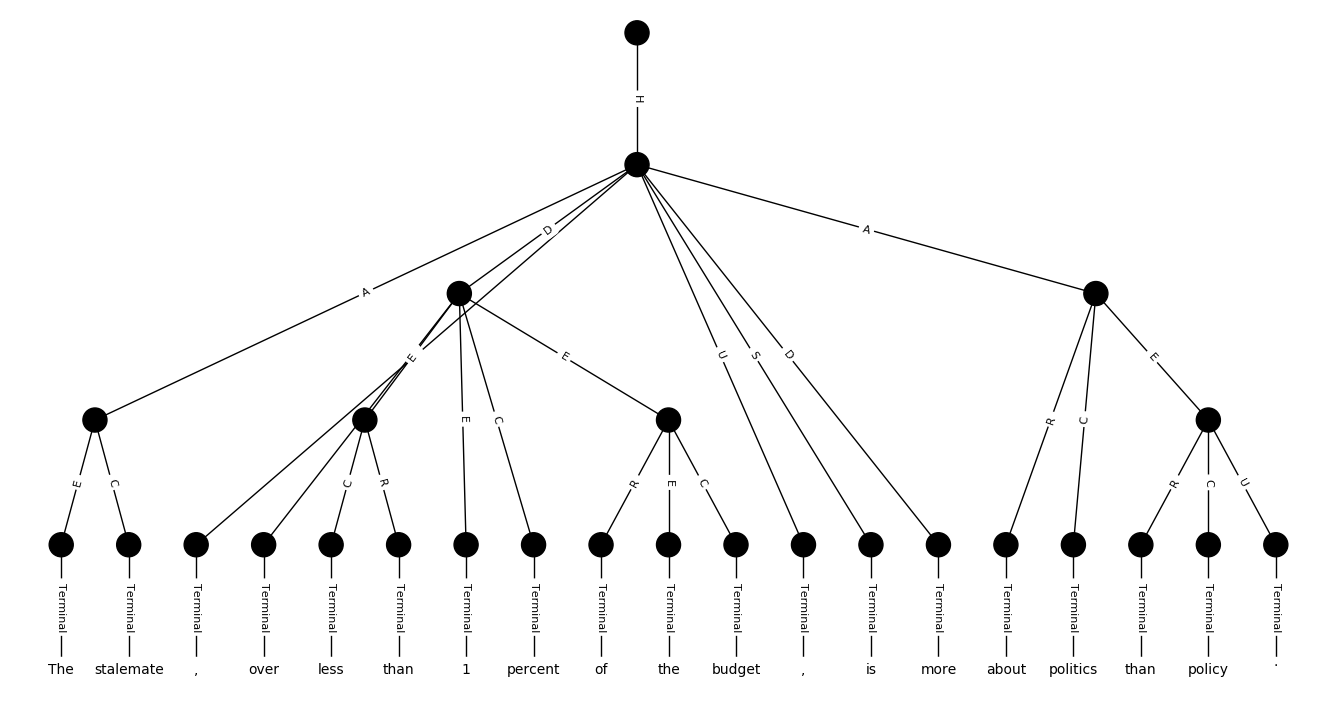 H
D
A
A
E
U
S
D
E
E
E
C
R
C
E
C
C
R
R
E
C
R
C
U
Terminal Terminal Terminal Terminal Terminal Terminal Terminal Terminal Terminal Terminal Terminal Terminal Terminal Terminal Terminal Terminal Terminal Terminal Terminal
The stalemate , over less than 1 percent of the budget , is more about politics than policy .